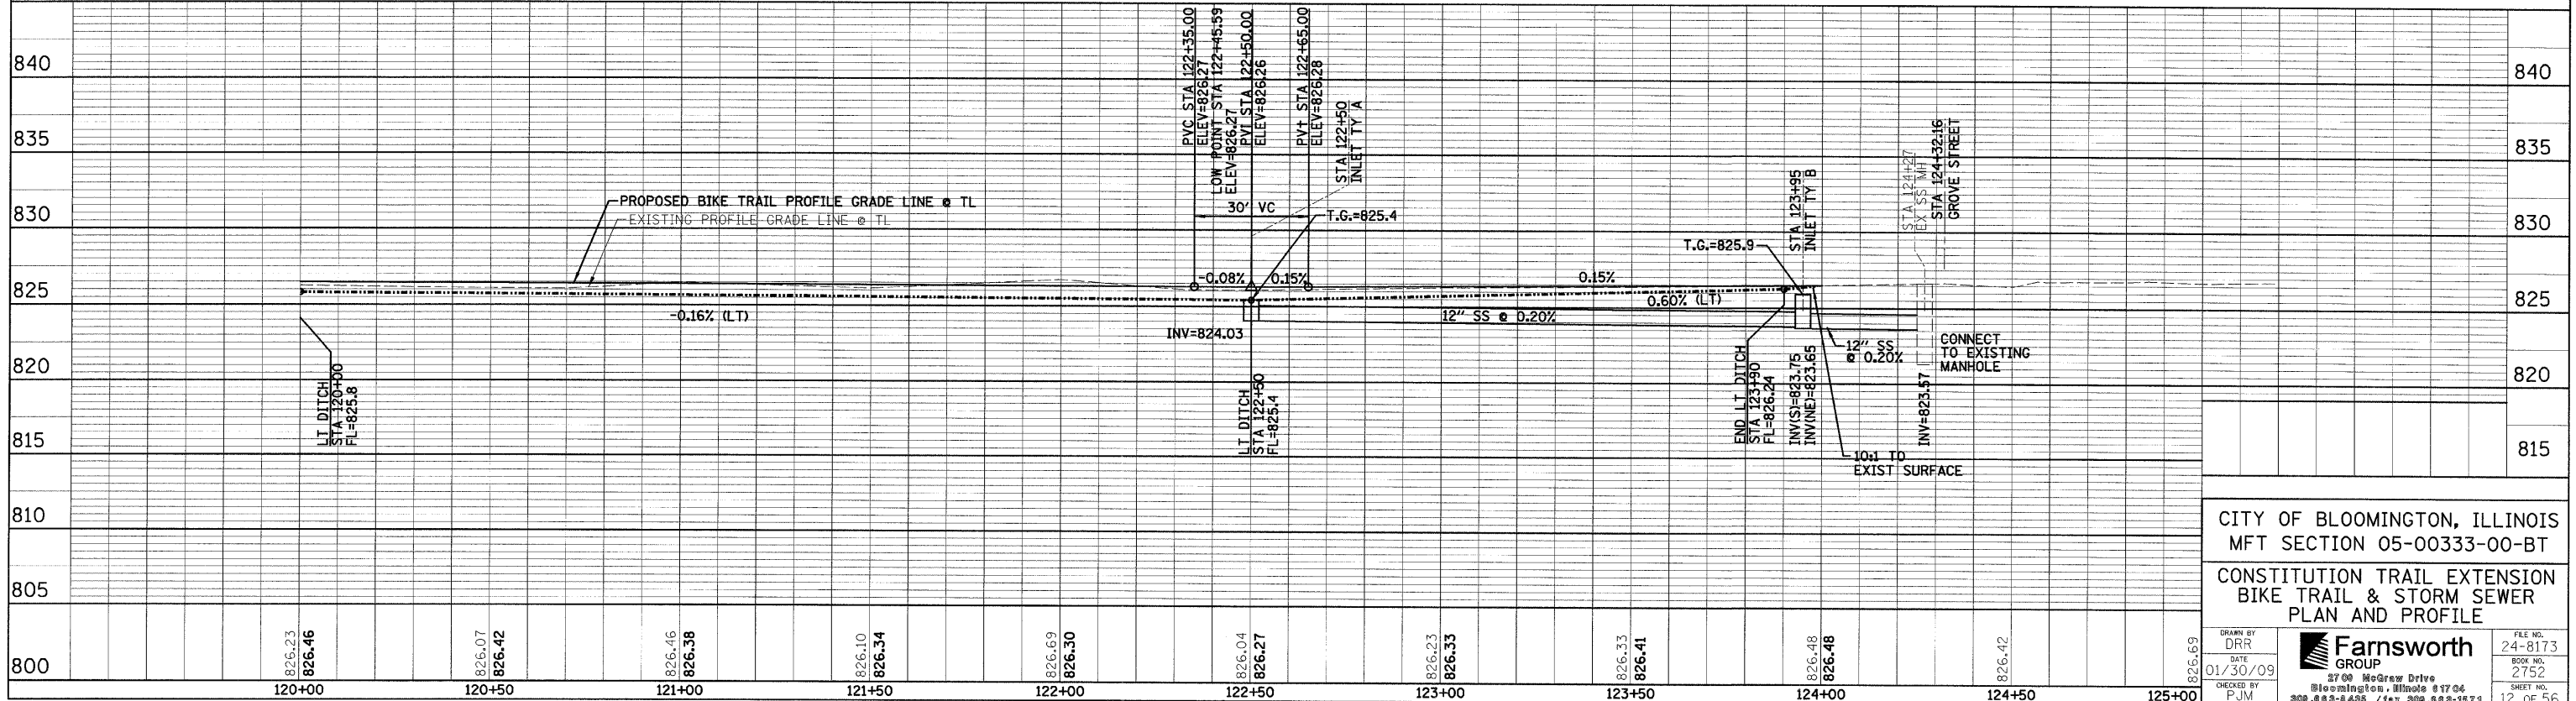 840
835
830
825
820
815
810
805
800
840
835
830
825
820
815
PROPOSED BIKE TRAIL PROFILE GRADE LINE @ TL
EXISTING PROFILE GRADE LINE @ TL
-0.16% (LT)
LT DITCH
STA 120+00
FL=825.8
PVC STA 122+35.00
ELEV=826.27
LOW POINT STA 122+45.59
ELEV=826.27
PVI STA 122+50.00
ELEV=826.26
PVT STA 122+65.00
ELEV=826.28
STA 122+50
INLET TY A
30' VC
T.G.=825.4
-0.08%
0.15%
0.15%
0.60% (LT)
12" SS @ 0.20%
INV=824.03
LT DITCH
STA 122+50
FL=825.4
T.G.=825.9
STA 123+95
INLET TY B
STA 124+27
EX SS MH
STA 124+32.16
GROVE STREET
END LT DITCH
STA 123+90
FL=826.24
INV(S)=823.75
INV(NE)=823.65
12" SS
@ 0.20%
CONNECT
TO EXISTING
MANHOLE
INV=823.57
10:1 TO
EXIST SURFACE
826.23
826.46
826.07
826.42
826.46
826.38
826.10
826.34
826.69
826.30
826.04
826.27
826.23
826.33
826.33
826.41
826.48
826.48
826.42
826.69
120+00
120+50
121+00
121+50
122+00
122+50
123+00
123+50
124+00
124+50
125+00
CITY OF BLOOMINGTON, ILLINOIS
MFT SECTION 05-00333-00-BT
CONSTITUTION TRAIL EXTENSION
BIKE TRAIL & STORM SEWER
PLAN AND PROFILE
DRAWN BY
DRR
DATE
01/30/09
CHECKED BY
PJM
Farnsworth
GROUP
2709 McGraw Drive
Bloomington, Illinois 61704
309-663-8435 / fax 309-663-1571
FILE NO.
24-8173
BOOK NO.
2752
SHEET NO.
12 OF 56